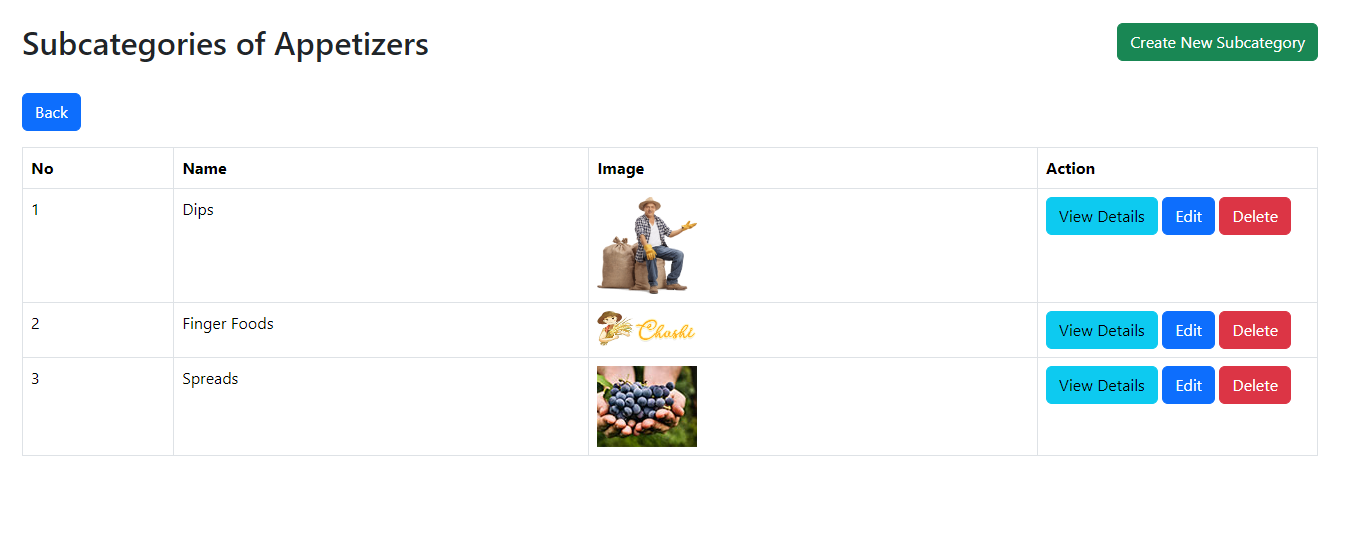 Subcategories of Appetizers
Create New Subcategory
Back
No Name Image Action
1 Dips View Details Edit Delete
2 Finger Foods Chashi View Details Edit Delete
3 Spreads View Details Edit Delete